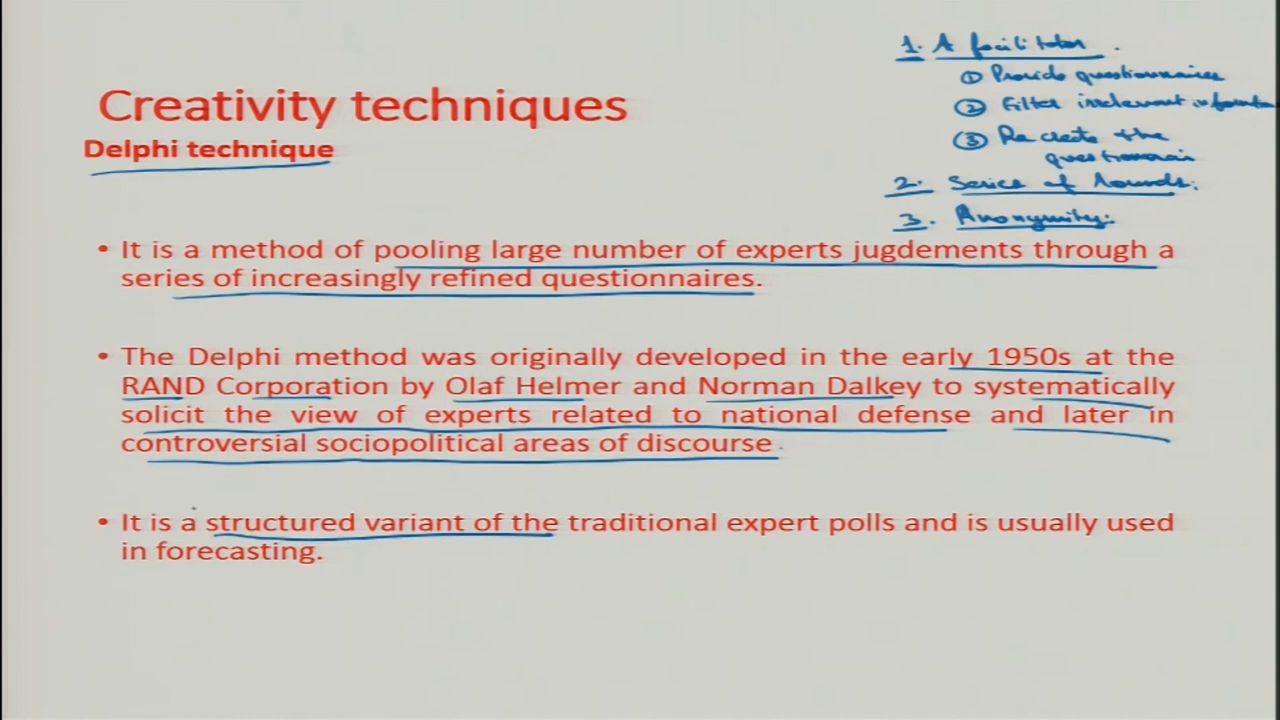 1. A facilitator.
① Provide questionnaires
② Filter irrelevant information
③ Recreate the
questionnair
2. Series of rounds.
3. Anonymity:
Creativity techniques
Delphi technique
• It is a method of pooling large number of experts jugdements through a
series of increasingly refined questionnaires.
• The Delphi method was originally developed in the early 1950s at the
RAND Corporation by Olaf Helmer and Norman Dalkey to systematically
solicit the view of experts related to national defense and later in
controversial sociopolitical areas of discourse.
• It is a structured variant of the traditional expert polls and is usually used
in forecasting.